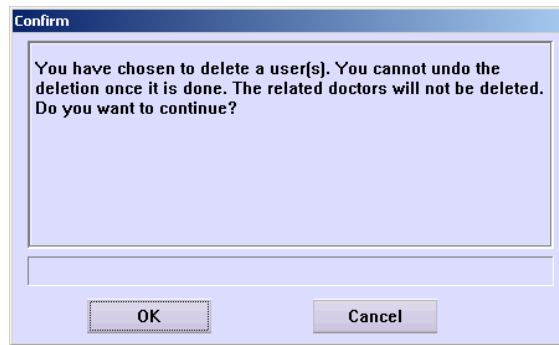 Confirm
You have chosen to delete a user(s). You cannot undo the
deletion once it is done. The related doctors will not be deleted.
Do you want to continue?
OK
Cancel